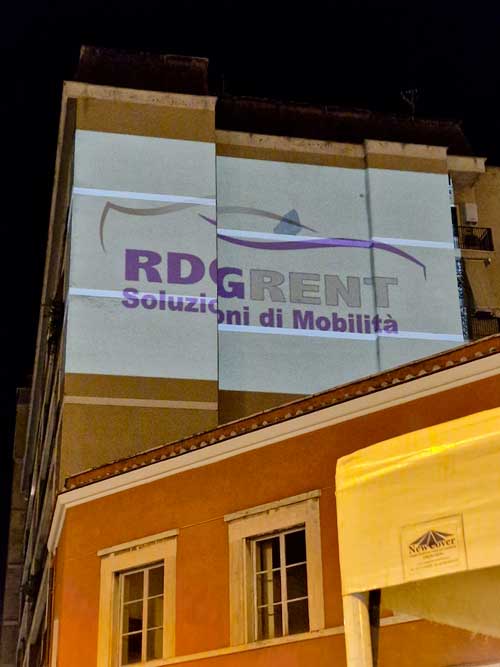 RDGRENT
Soluzioni di Mobilità
New Cover